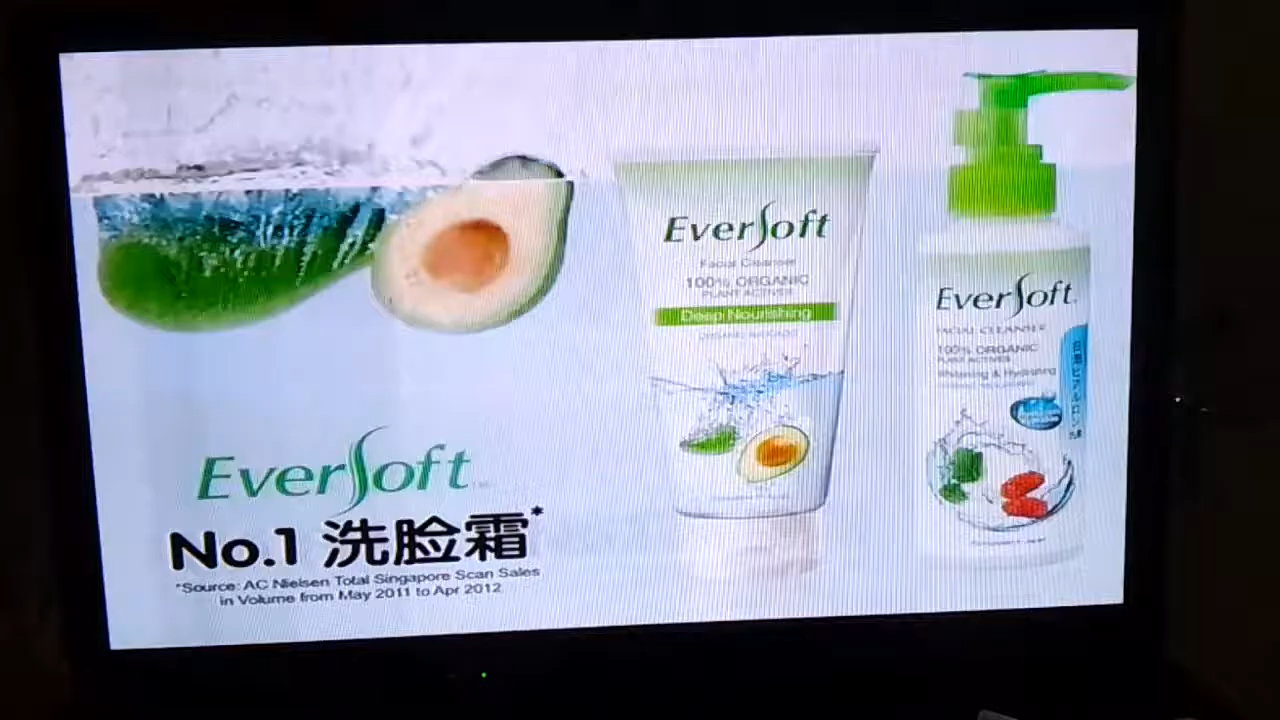 EverSoft
No.1 洗脸霜*
*Source: AC Nielsen Total Singapore Scan Sales
in Volume from May 2011 to Apr 2012
EverSoft
Facial Cleanser
100% ORGANIC
PLANT ACTIVES
Deep Nourishing
ORGANIC AVOCADO
EverSoft
FACIAL CLEANSER
100% ORGANIC
PLANT ACTIVES
Whitening & Hydrating